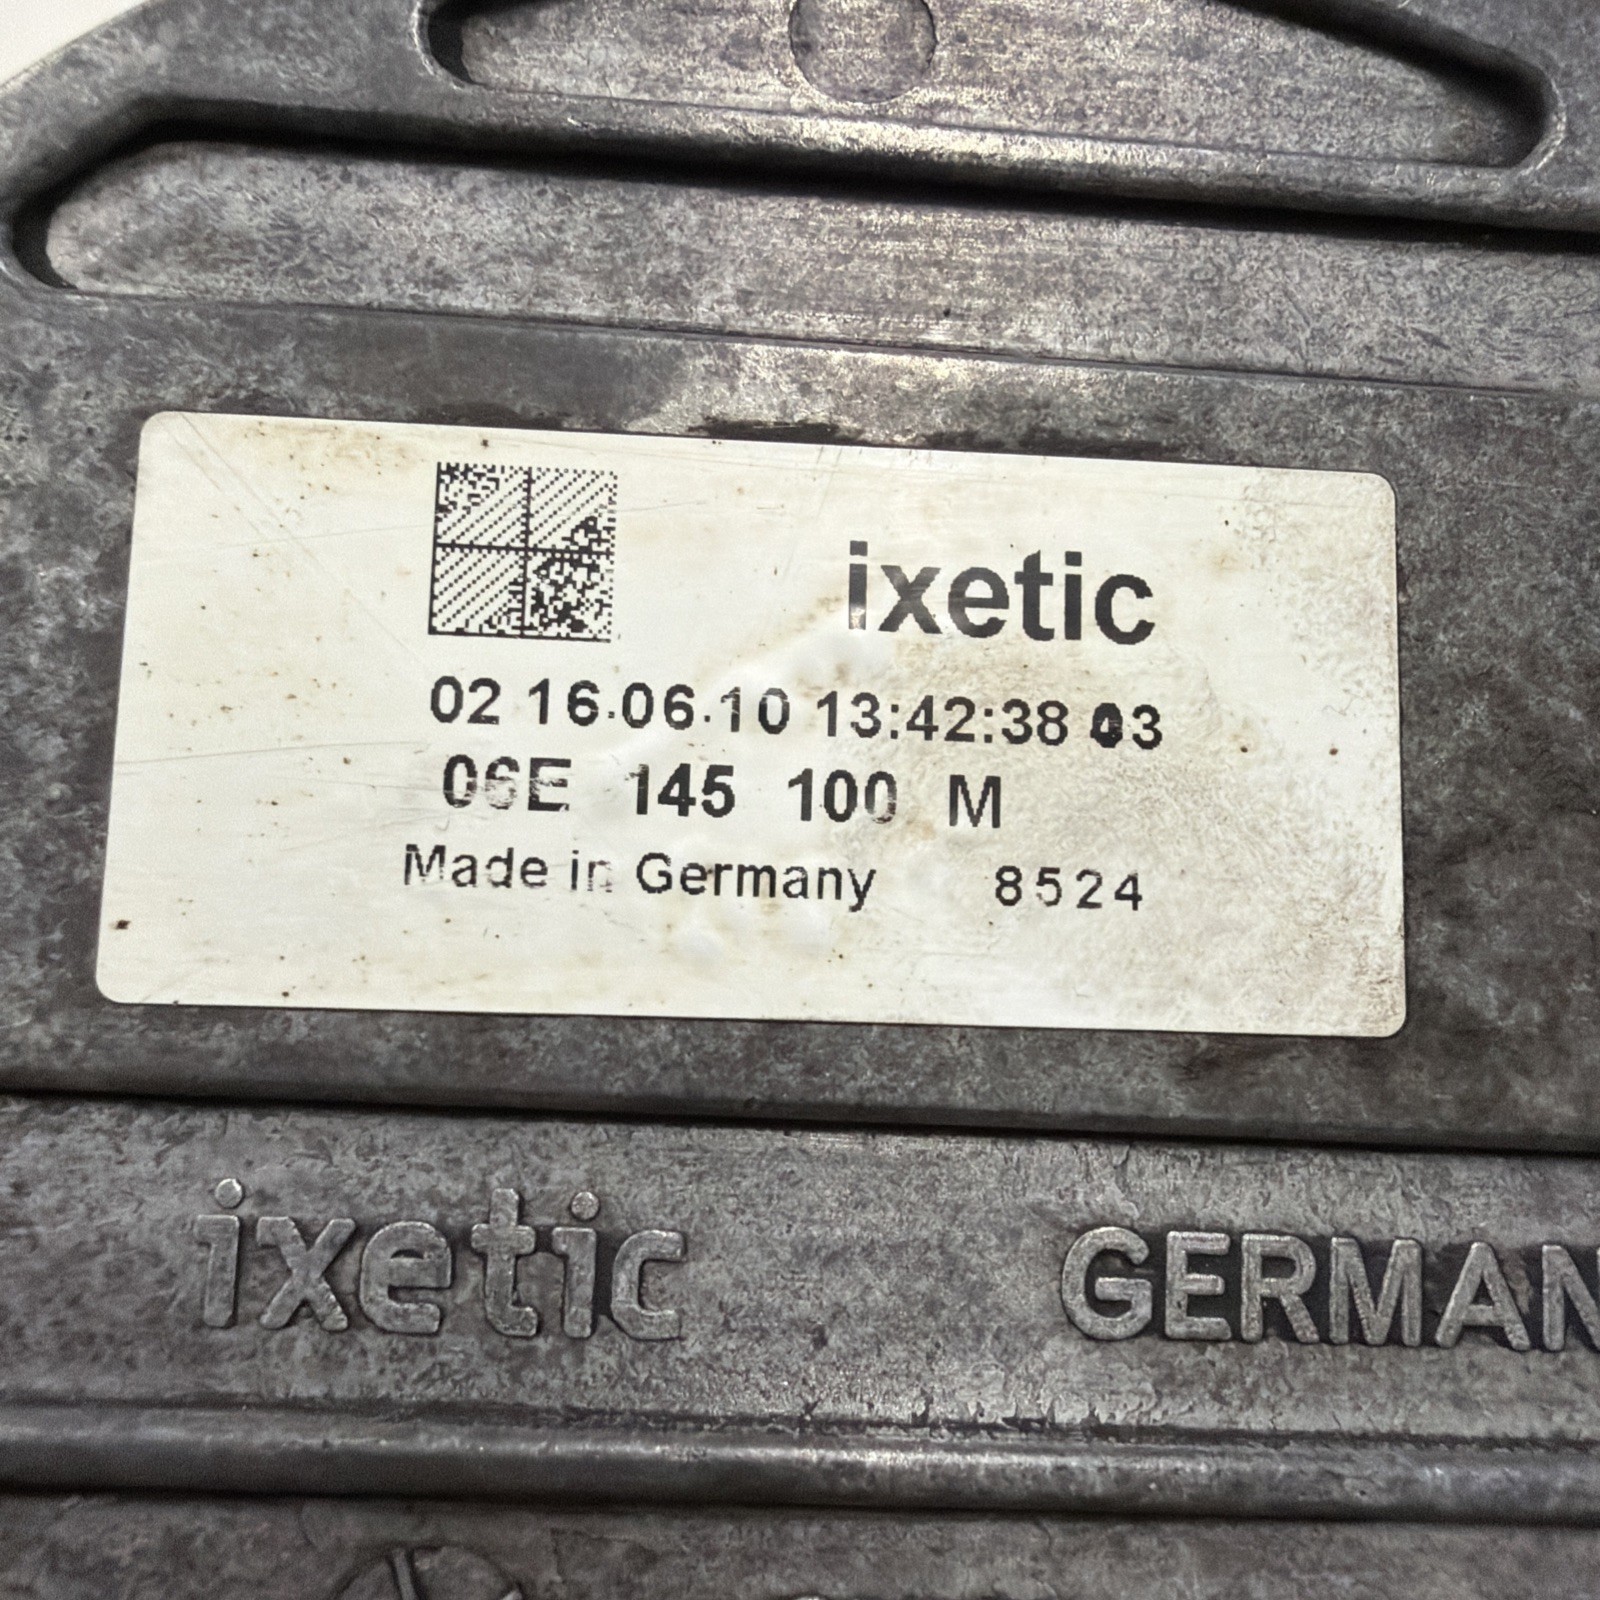 ixetic
02 16.06.10 13:42:38 03
06E 145 100 M
Made in Germany 8524
ixetic GERMAN